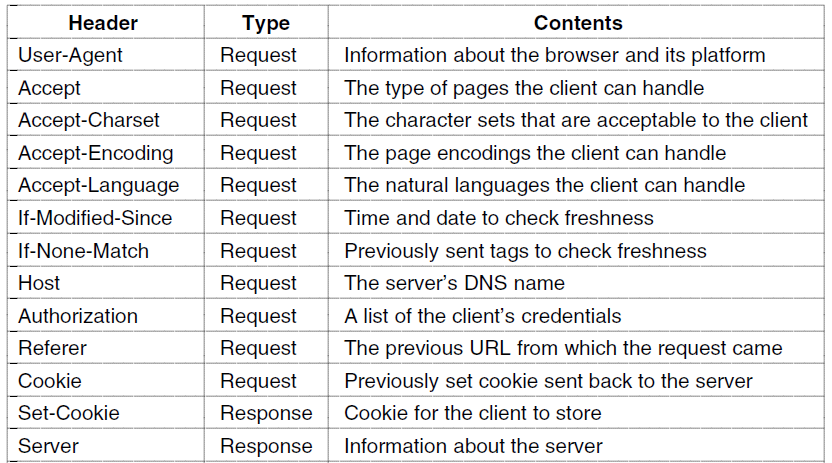 Header Type Contents
User-Agent Request Information about the browser and its platform
Accept Request The type of pages the client can handle
Accept-Charset Request The character sets that are acceptable to the client
Accept-Encoding Request The page encodings the client can handle
Accept-Language Request The natural languages the client can handle
If-Modified-Since Request Time and date to check freshness
If-None-Match Request Previously sent tags to check freshness
Host Request The server's DNS name
Authorization Request A list of the client's credentials
Referer Request The previous URL from which the request came
Cookie Request Previously set cookie sent back to the server
Set-Cookie Response Cookie for the client to store
Server Response Information about the server